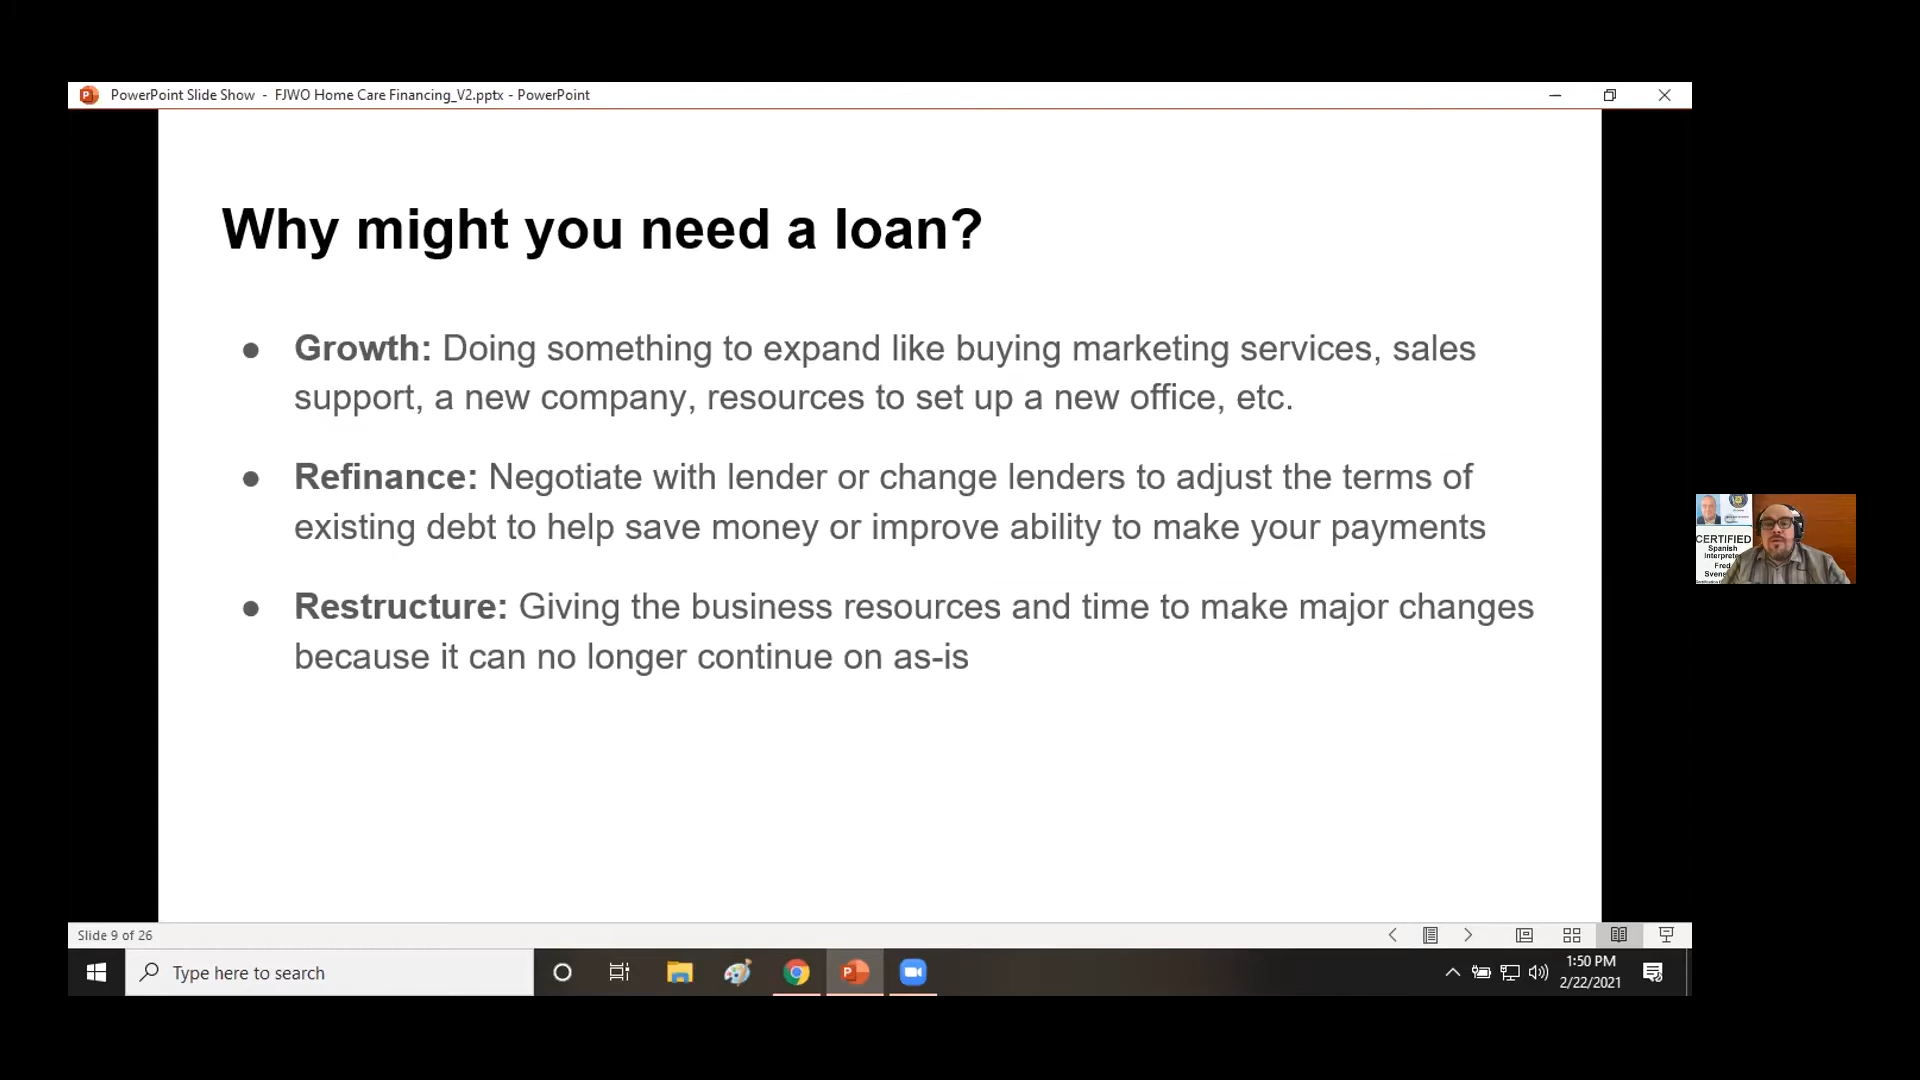 PowerPoint Slide Show - FJWO Home Care Financing_V2.pptx - PowerPoint
Why might you need a loan?
● Growth: Doing something to expand like buying marketing services, sales
support, a new company, resources to set up a new office, etc.
● Refinance: Negotiate with lender or change lenders to adjust the terms of
existing debt to help save money or improve ability to make your payments
● Restructure: Giving the business resources and time to make major changes
because it can no longer continue on as-is
CERTIFIED
Spanish
Interprete
Fred
Sven
Slide 9 of 26
Type here to search
1:50 PM
2/22/2021